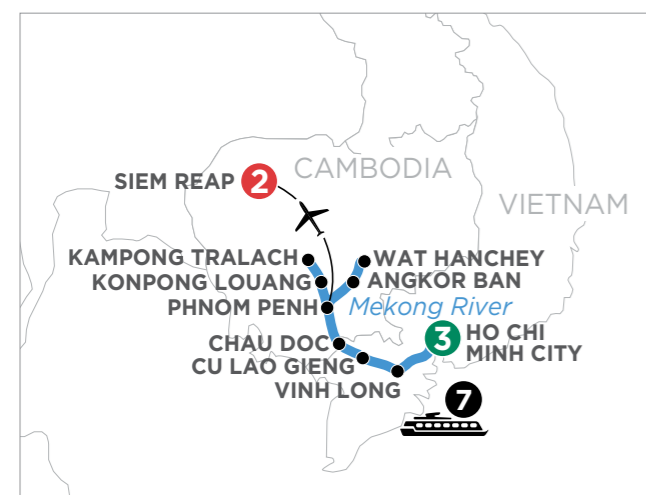 CAMBODIA
SIEM REAP 2
VIETNAM
KAMPONG TRALACH
WAT HANCHEY
KONPONG LOUANG
ANGKOR BAN
PHNOM PENH
Mekong River
3 HO CHI
MINH CITY
CHAU DOC
CU LAO GIENG
VINH LONG
7